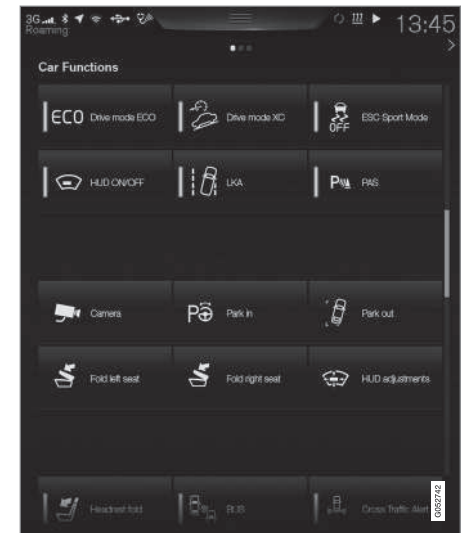 3G
Roaming
13:45
Car Functions
ECO Drive mode ECO
Drive mode XC
OFF ESC Sport Mode
HUD ON/OFF
LKA
P PAS
Camera
P Park in
Park out
Fold left seat
Fold right seat
HUD adjustments
Headrest fold
BLIS
Cross Traffic Alert
G052742